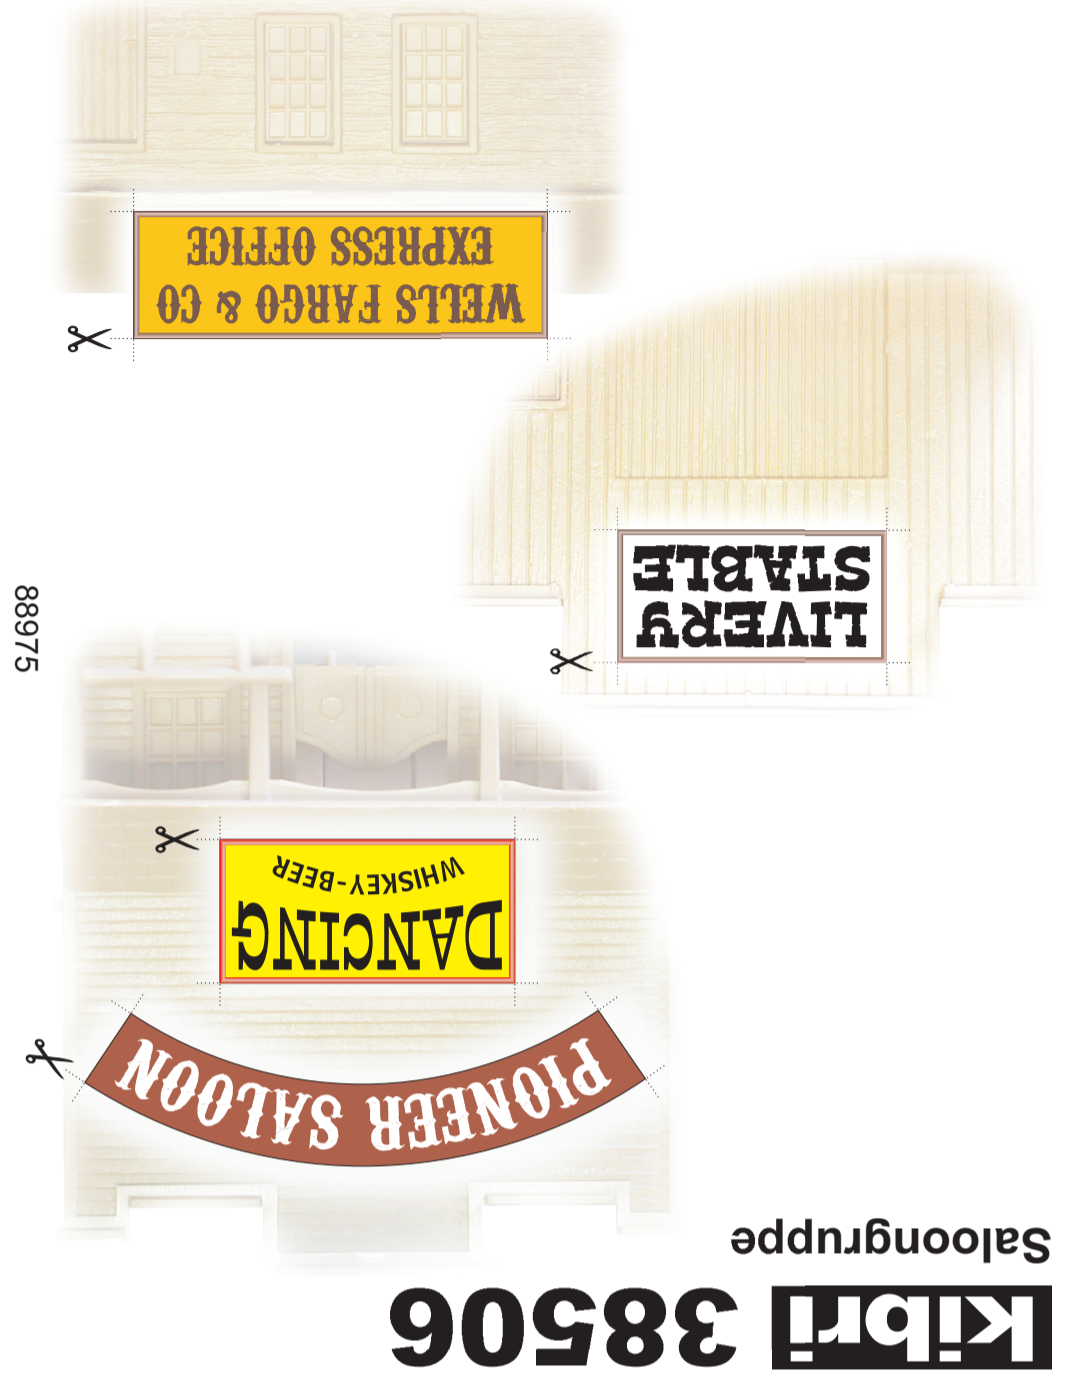 kibri 38506
Saloongruppe
PIONEER SALOON
DANCING
WHISKEY-BEER
LIVERY
STABLE
WELLS FARGO & CO
EXPRESS OFFICE
88975